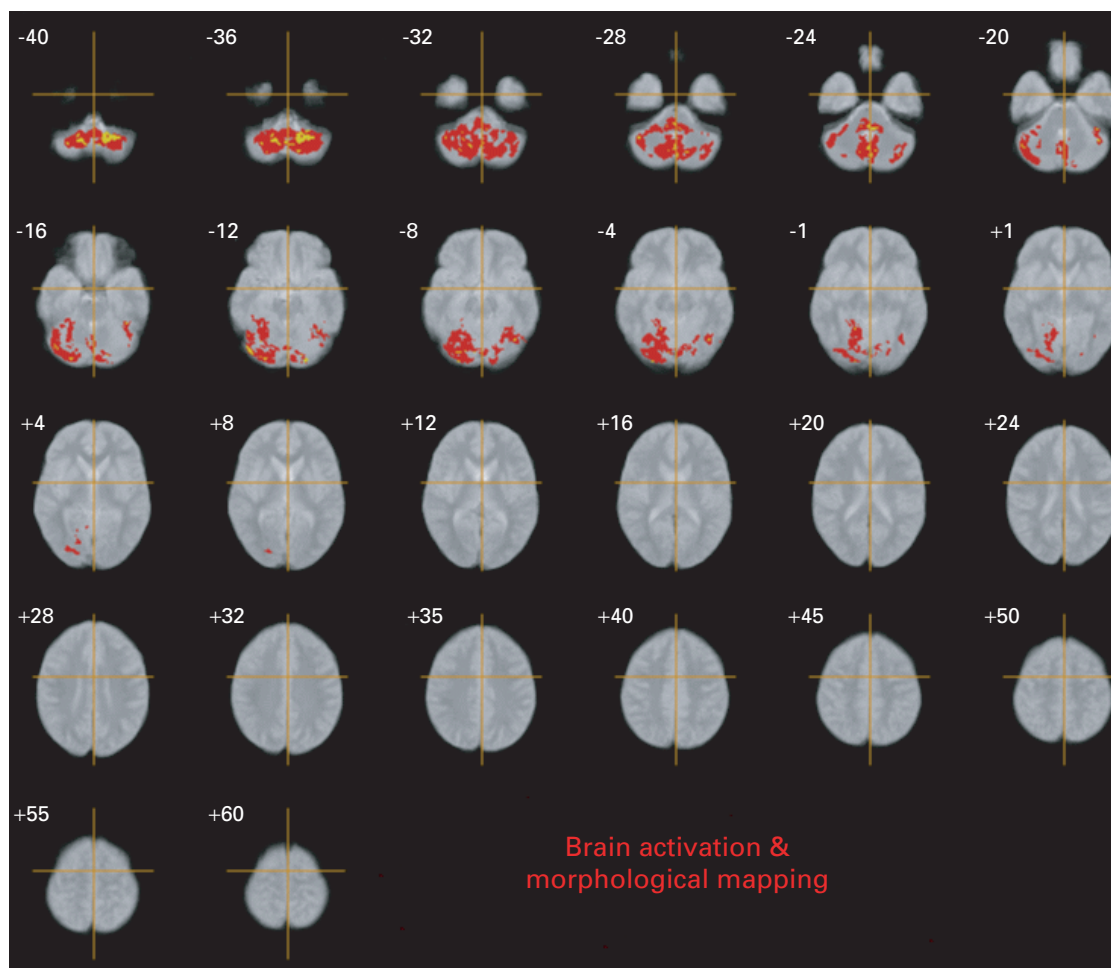 -40 -36 -32 -28 -24 -20
-16 -12 -8 -4 -1 +1
+4 +8 +12 +16 +20 +24
+28 +32 +35 +40 +45 +50
+55 +60
Brain activation &
morphological mapping